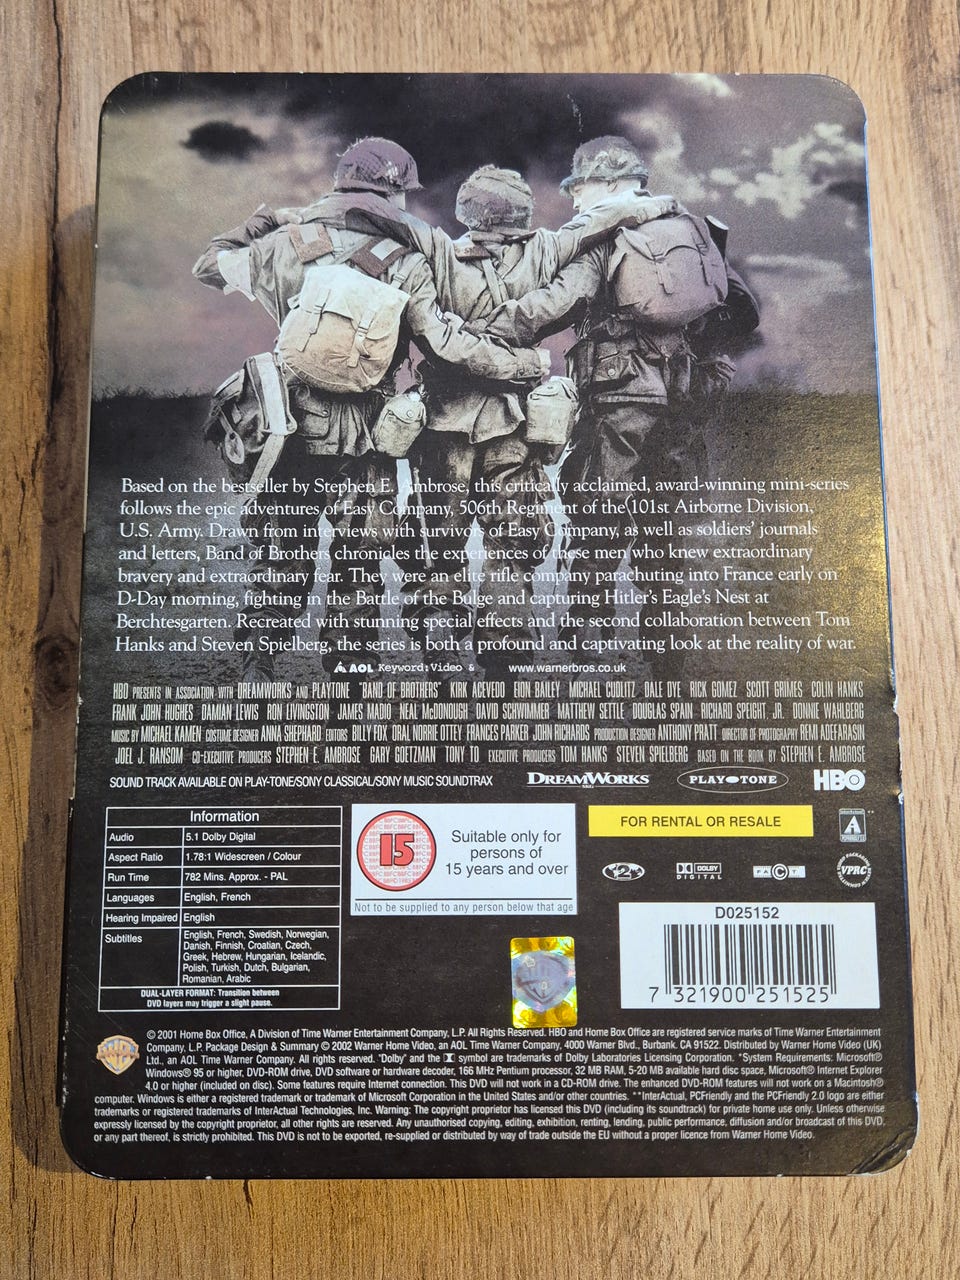 Based on the bestseller by Stephen E. Ambrose, this critically acclaimed, award-winning mini-series
follows the epic adventures of Easy Company, 506th Regiment of the 101st Airborne Division,
U.S. Army. Drawn from interviews with survivors of Easy Company, as well as soldiers' journals
and letters, Band of Brothers chronicles the experiences of these men who knew extraordinary
bravery and extraordinary fear. They were an elite rifle company parachuting into France early on
D-Day morning, fighting in the Battle of the Bulge and capturing Hitler's Eagle's Nest at
Berchtesgarten. Recreated with stunning special effects and the second collaboration between Tom
Hanks and Steven Spielberg, the series is both a profound and captivating look at the reality of war.
AOL Keyword: Video & www.warnerbros.co.uk
HBO PRESENTS IN ASSOCIATION WITH DREAMWORKS AND PLAYTONE "BAND OF BROTHERS" KIRK ACEVEDO EION BAILEY MICHAEL CUDLITZ DALE DYE RICK GOMEZ SCOTT GRIMES COLIN HANKS
FRANK JOHN HUGHES DAMIAN LEWIS RON LIVINGSTON JAMES MADIO NEAL McDONOUGH DAVID SCHWIMMER MATTHEW SETTLE DOUGLAS SPAIN RICHARD SPEIGHT, JR. DONNIE WAHLBERG
MUSIC BY MICHAEL KAMEN COSTUME DESIGNER ANNA SHEPHARD EDITORS BILLY FOX, ORAL NORRIE OTTEY, FRANCES PARKER, JOHN RICHARDS PRODUCTION DESIGNER ANTHONY PRATT DIRECTOR OF PHOTOGRAPHY REMI ADEFARASIN
JOEL J. RANSOM CO-EXECUTIVE PRODUCERS STEPHEN E. AMBROSE GARY GOETZMAN TONY TO EXECUTIVE PRODUCERS TOM HANKS STEVEN SPIELBERG BASED ON THE BOOK BY STEPHEN E. AMBROSE
SOUND TRACK AVAILABLE ON PLAY-TONE/SONY CLASSICAL/SONY MUSIC SOUNDTRAX
DREAMWORKS
SKG
PLAY TONE
HBO
Information
Audio 5.1 Dolby Digital
Aspect Ratio 1.78:1 Widescreen / Colour
Run Time 782 Mins. Approx. - PAL
Languages English, French
Hearing Impaired English
Subtitles English, French, Swedish, Norwegian,
Danish, Finnish, Croatian, Czech,
Greek, Hebrew, Hungarian, Icelandic,
Polish, Turkish, Dutch, Bulgarian,
Romanian, Arabic
DUAL-LAYER FORMAT: Transition between
DVD layers may trigger a slight pause.
15
Suitable only for
persons of
15 years and over
Not to be supplied to any person below that age
FOR RENTAL OR RESALE
2
DOLBY
DIGITAL
FACT
VPRC
D025152
7 321900 251525
© 2001 Home Box Office, A Division of Time Warner Entertainment Company, L.P. All Rights Reserved. HBO and Home Box Office are registered service marks of Time Warner Entertainment
Company, L.P. Package Design & Summary © 2002 Warner Home Video, an AOL Time Warner Company, 4000 Warner Blvd., Burbank. CA 91522. Distributed by Warner Home Video (UK)
Ltd., an AOL Time Warner Company. All rights reserved. "Dolby" and the symbol are trademarks of Dolby Laboratories Licensing Corporation. *System Requirements: Microsoft®
Windows® 95 or higher, DVD-ROM drive, DVD software or hardware decoder, 166 MHz Pentium processor, 32 MB RAM, 5-20 MB available hard disc space, Microsoft® Internet Explorer
4.0 or higher (included on disc). Some features require Internet connection. This DVD will not work in a CD-ROM drive. The enhanced DVD-ROM features will not work on a Macintosh®
computer. Windows is either a registered trademark or trademark of Microsoft Corporation in the United States and/or other countries. **InterActual, PCFriendly and the PCFriendly 2.0 logo are either
trademarks or registered trademarks of InterActual Technologies, Inc. Warning: The copyright proprietor has licensed this DVD (including its soundtrack) for private home use only. Unless otherwise
expressly licensed by the copyright proprietor, all other rights are reserved. Any unauthorised copying, editing, exhibition, renting, lending, public performance, diffusion and/or broadcast of this DVD,
or any part thereof, is strictly prohibited. This DVD is not to be exported, re-supplied or distributed by way of trade outside the EU without a proper licence from Warner Home Video.